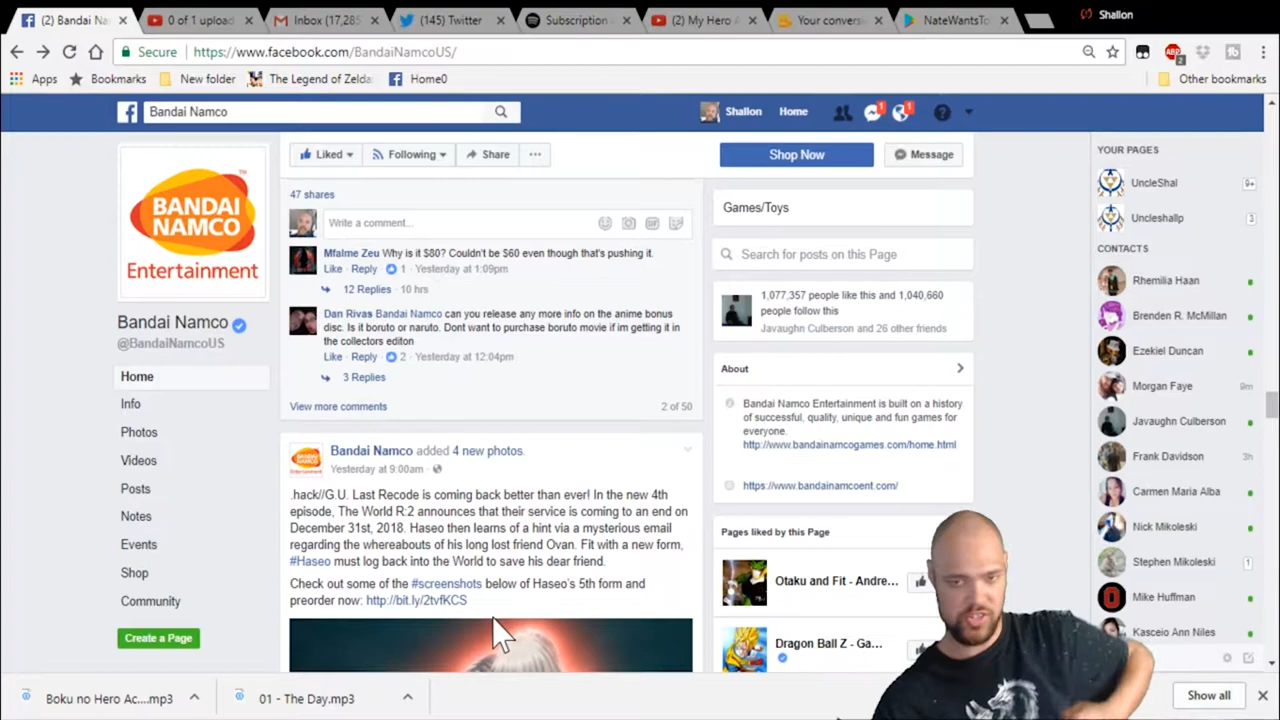 (2) Bandai Nam
0 of 1 upload
Inbox (17,285
(145) Twitter
Subscription
(2) My Hero A
Your convers
NateWantsTo
Shallon
Secure
https://www.facebook.com/BandaiNamcoUS/
Apps
Bookmarks
New folder
The Legend of Zelda
Home0
Other bookmarks
Bandai Namco
Shallon
Home
1
1
BANDAI
NAMCO
Entertainment
Bandai Namco
@BandaiNamcoUS
Home
Info
Photos
Videos
Posts
Notes
Events
Shop
Community
Create a Page
Liked
Following
Share
Shop Now
Message
47 shares
Write a comment...
Mfalme Zeu Why is it $80? Couldn't be $60 even though that's pushing it.
Like · Reply · 1 · Yesterday at 1:09pm
12 Replies · 10 hrs
Dan Rivas Bandai Namco can you release any more info on the anime bonus
disc. Is it boruto or naruto. Dont want to purchase boruto movie if im getting it in
the collectors editon
Like · Reply · 2 · Yesterday at 12:04pm
3 Replies
View more comments
2 of 50
Bandai Namco added 4 new photos.
Yesterday at 9:00am ·
.hack//G.U. Last Recode is coming back better than ever! In the new 4th
episode, The World R:2 announces that their service is coming to an end on
December 31st, 2018. Haseo then learns of a hint via a mysterious email
regarding the whereabouts of his long lost friend Ovan. Fit with a new form,
#Haseo must log back into the World to save his dear friend.
Check out some of the #screenshots below of Haseo's 5th form and
preorder now: http://bit.ly/2tvfKCS
Games/Toys
Search for posts on this Page
1,077,357 people like this and 1,040,660
people follow this
Javaughn Culberson and 26 other friends
About
Bandai Namco Entertainment is built on a history
of successful, quality, unique and fun games for
everyone.
http://www.bandainamcogames.com/home.html
https://www.bandainamcoent.com/
Pages liked by this Page
Otaku and Fit - Andre...
Dragon Ball Z - Ga...
YOUR PAGES
UncleShal
9+
Uncleshallp
3
CONTACTS
Rhemilia Haan
Brenden R. McMillan
Ezekiel Duncan
Morgan Faye
9m
Javaughn Culberson
Frank Davidson
3h
Carmen Maria Alba
Nick Mikoleski
Stephen Mikoleski
1
Mike Huffman
Kasceio Ann Niles
Boku no Hero Ac....mp3
01 - The Day.mp3
Show all